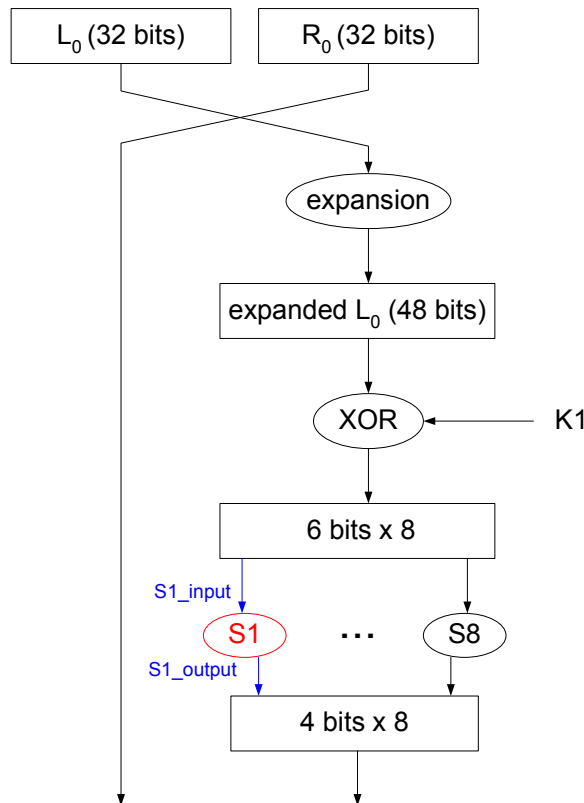 L₀ (32 bits)
R₀ (32 bits)
expansion
expanded L₀ (48 bits)
XOR
K1
6 bits x 8
S1_input
S1
...
S8
S1_output
4 bits x 8